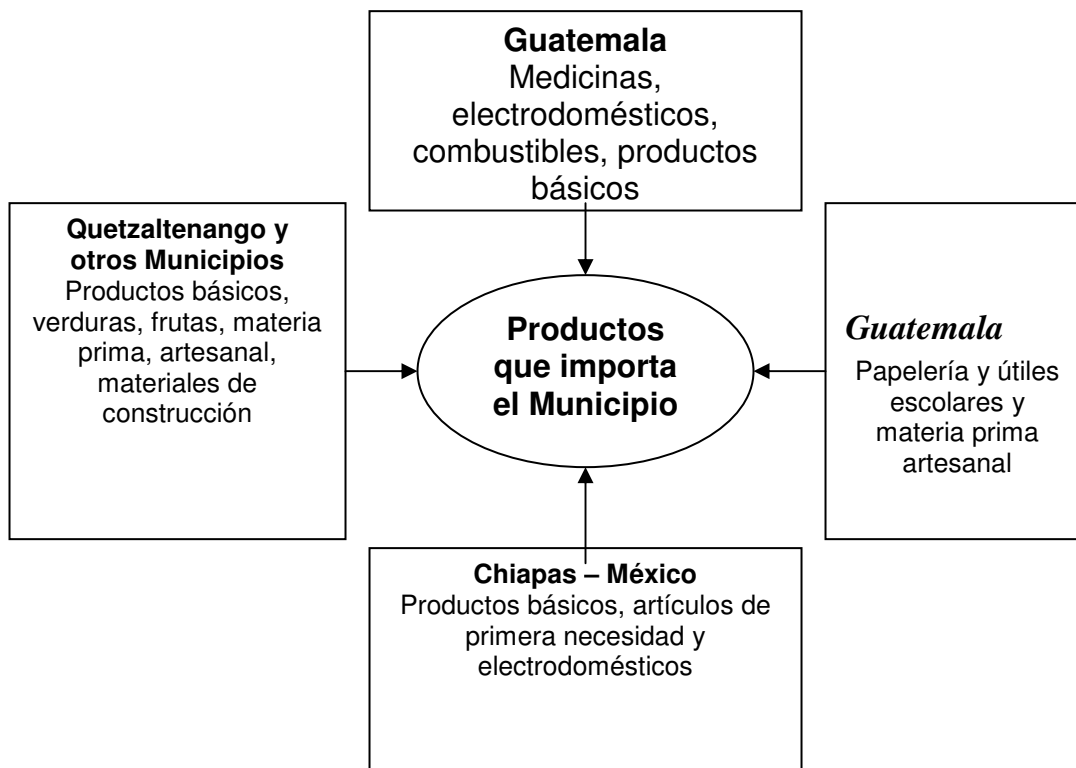 Guatemala
Medicinas,
electrodomésticos,
combustibles, productos
básicos
Quetzaltenango y
otros Municipios
Productos básicos,
verduras, frutas, materia
prima, artesanal,
materiales de
construcción
Productos
que importa
el Municipio
Guatemala
Papelería y útiles
escolares y
materia prima
artesanal
Chiapas – México
Productos básicos, artículos de
primera necesidad y
electrodomésticos